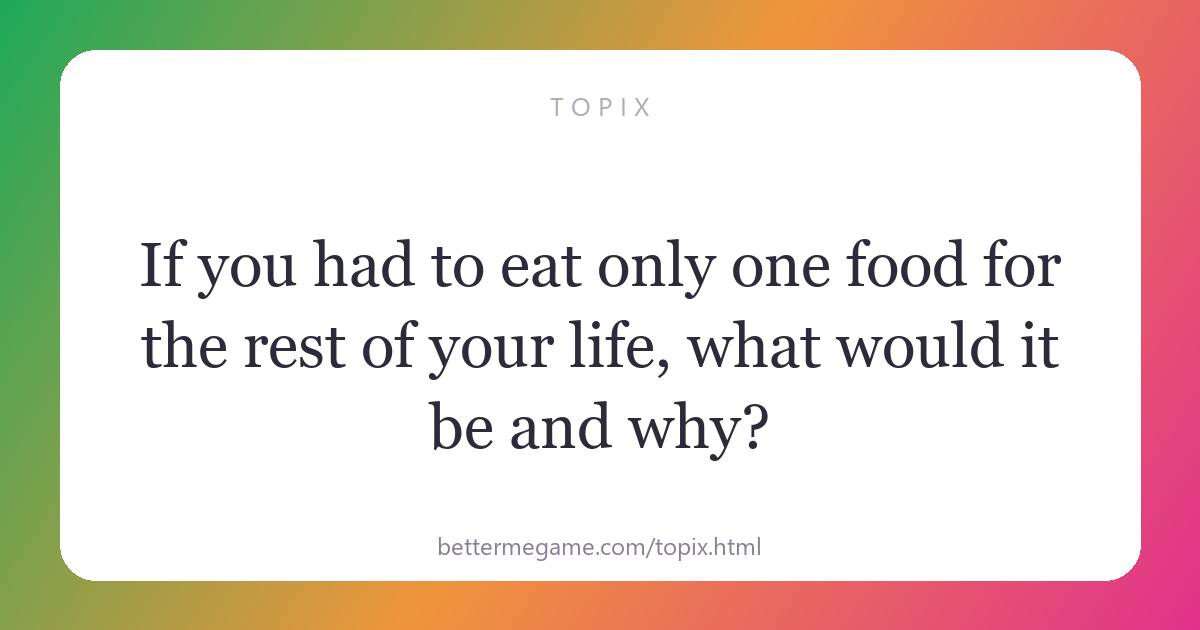 TOPIX
If you had to eat only one food for
the rest of your life, what would it
be and why?
bettermegame.com/topix.html